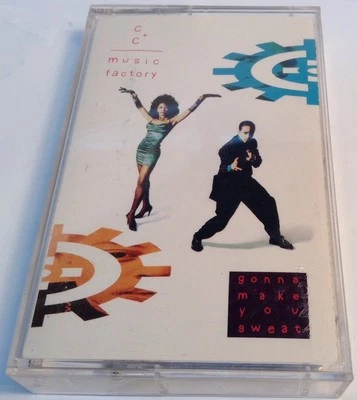 C
+
C
music
factory
gonna
make
you
sweat